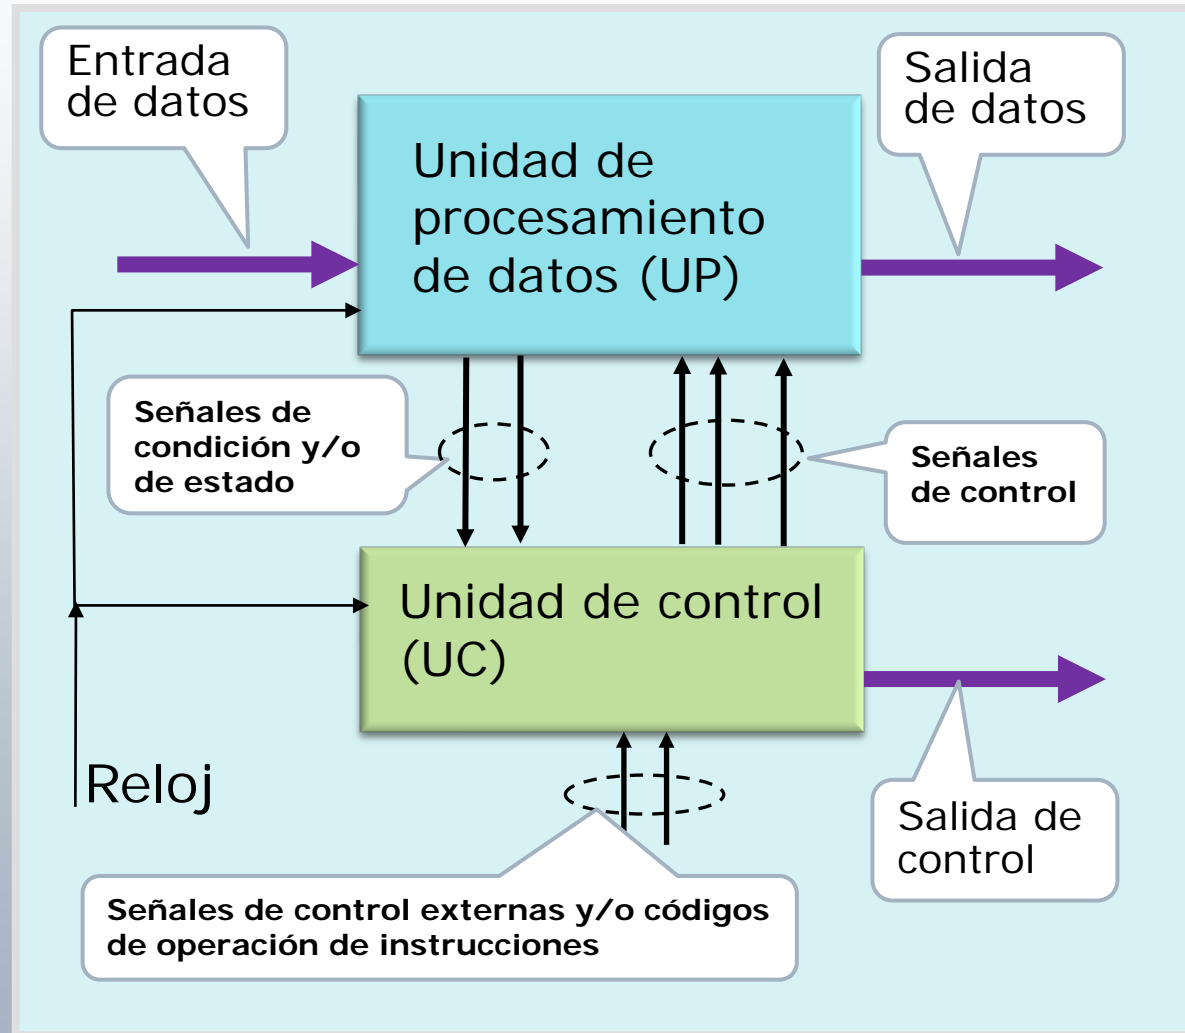 Entrada
de datos
Salida
de datos
Unidad de
procesamiento
de datos (UP)
Señales de
condición y/o
de estado
Señales
de control
Unidad de control
(UC)
Reloj
Salida de
control
Señales de control externas y/o códigos
de operación de instrucciones